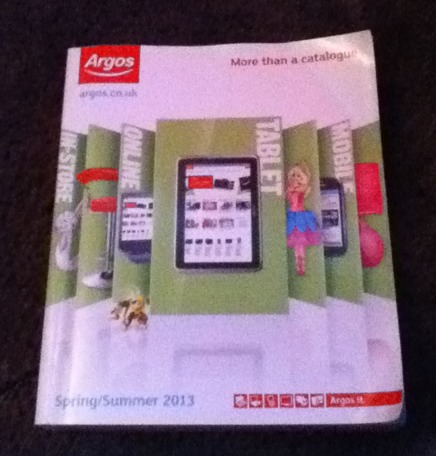 Argos
More than a catalogue
argos.co.uk
IN-STORE
ONLINE
TABLET
MOBILE
Spring/Summer 2013
Argos it